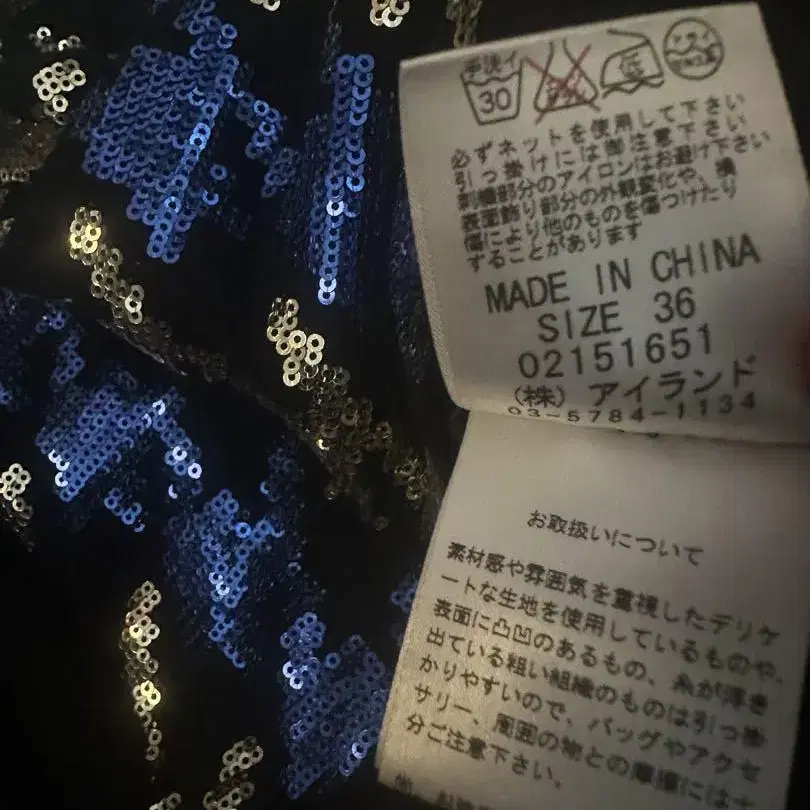 手洗イ
30
低
ドライ
必ずネットを使用して下さい
引っ掛けには御注意下さい
刺繍部分のアイロンはお避け下さい
表面飾り部分の外観変化や、横
傷により他のものを傷つけたり
することがあります
MADE IN CHINA
SIZE 36
02151651
(株) アイランド
03-5784-1134
お取扱いについて
素材感や雰囲気を重視したデリケ
ートな生地を使用しているものや、
表面に凸凹のあるもの、糸が浮き
出ている粗い組織のものは引っ掛
かりやすいので、バッグやアクセ
サリー、周囲の物との摩擦には十
分ご注意下さい。